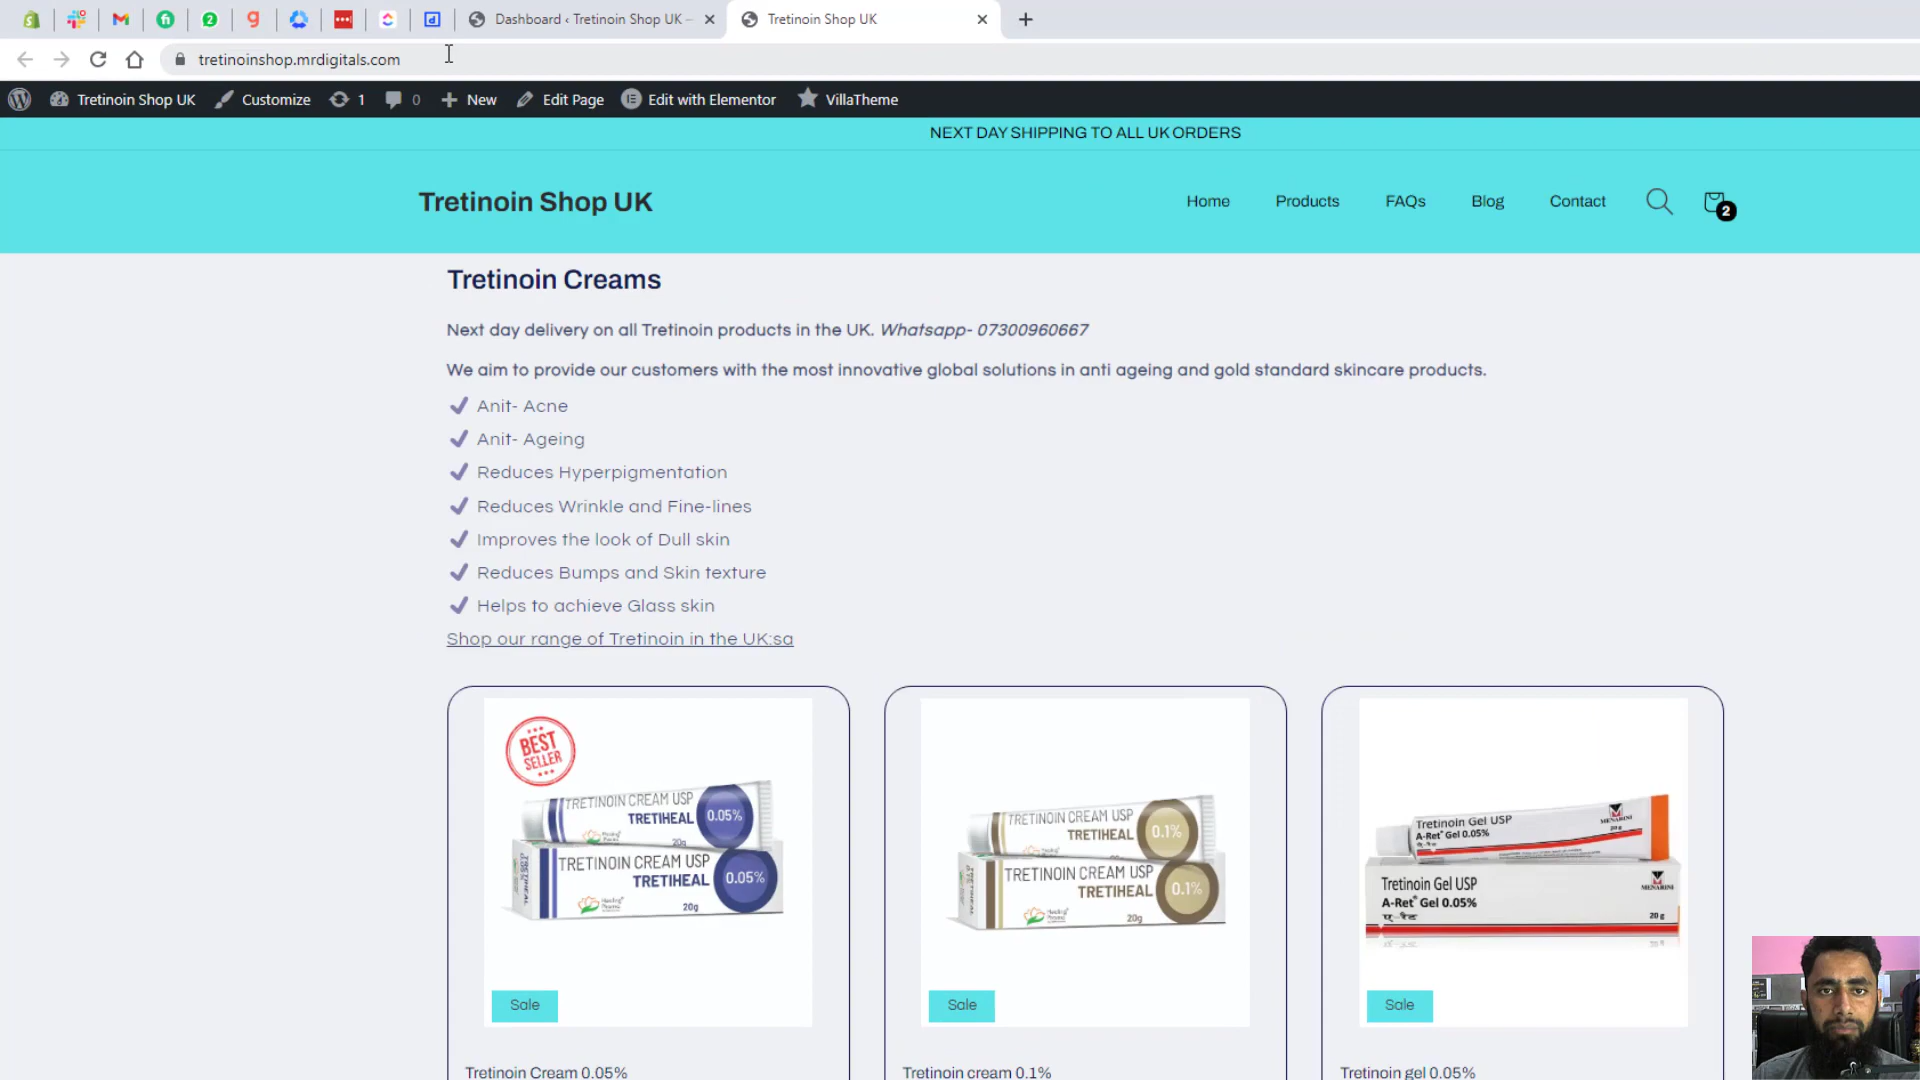 Dashboard ‹ Tretinoin Shop UK –
Tretinoin Shop UK
tretinoinshop.mrdigitals.com
Tretinoin Shop UK
Customize
1
0
New
Edit Page
Edit with Elementor
VillaTheme
NEXT DAY SHIPPING TO ALL UK ORDERS
Tretinoin Shop UK
Home
Products
FAQs
Blog
Contact
2
Tretinoin Creams
Next day delivery on all Tretinoin products in the UK. Whatsapp- 07300960667
We aim to provide our customers with the most innovative global solutions in anti ageing and gold standard skincare products.
Anit- Acne
Anit- Ageing
Reduces Hyperpigmentation
Reduces Wrinkle and Fine-lines
Improves the look of Dull skin
Reduces Bumps and Skin texture
Helps to achieve Glass skin
Shop our range of Tretinoin in the UK:sa
BEST
SELLER
TRETINOIN CREAM USP
TRETIHEAL
0.05%
20g
TRETINOIN CREAM USP
TRETIHEAL
0.05%
20g
Sale
Tretinoin Cream 0.05%
TRETINOIN CREAM USP
TRETIHEAL
0.1%
TRETINOIN CREAM USP
TRETIHEAL
0.1%
20g
Sale
Tretinoin cream 0.1%
Tretinoin Gel USP
A-Ret® Gel 0.05%
MENARINI
20 g
Tretinoin Gel USP
A-Ret® Gel 0.05%
MENARINI
20 g
Sale
Tretinoin gel 0.05%